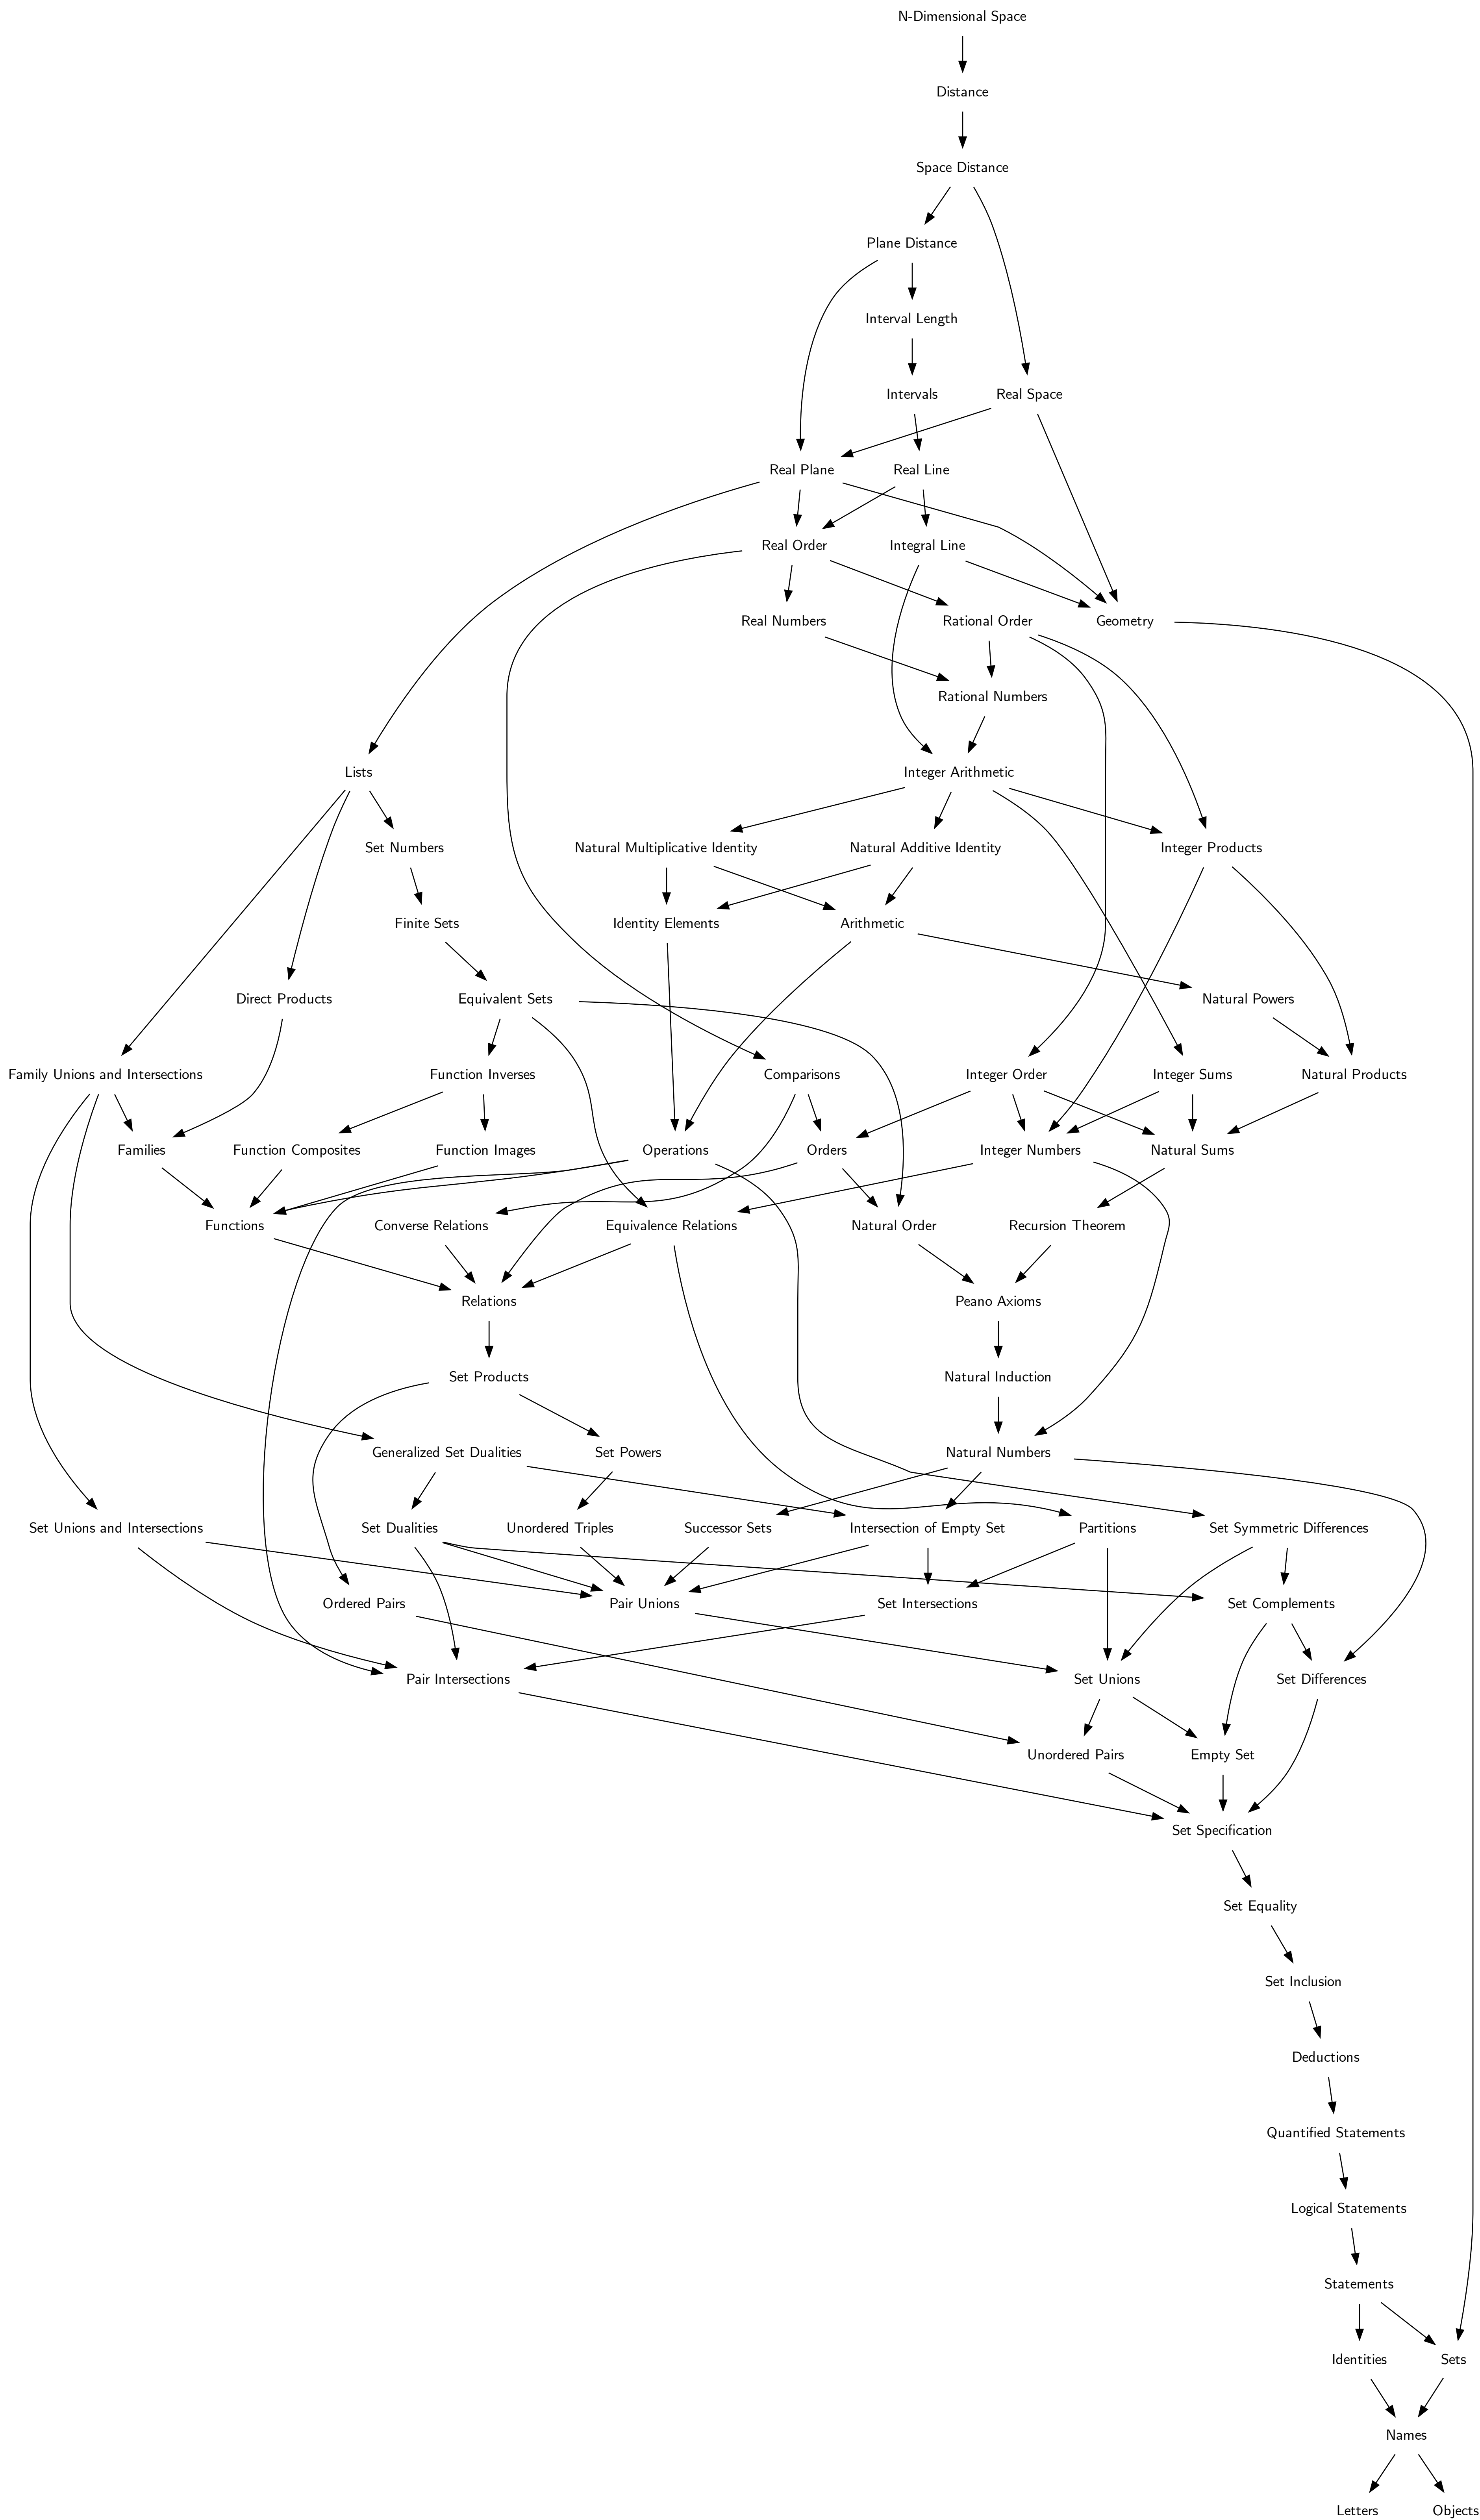 N-Dimensional Space
Distance
Space Distance
Plane Distance
Interval Length
Intervals
Real Space
Real Plane
Real Line
Real Order
Integral Line
Real Numbers
Rational Order
Geometry
Rational Numbers
Lists
Integer Arithmetic
Set Numbers
Natural Multiplicative Identity
Natural Additive Identity
Integer Products
Finite Sets
Identity Elements
Arithmetic
Direct Products
Equivalent Sets
Natural Powers
Family Unions and Intersections
Function Inverses
Comparisons
Integer Order
Integer Sums
Natural Products
Families
Function Composites
Function Images
Operations
Orders
Integer Numbers
Natural Sums
Functions
Converse Relations
Equivalence Relations
Natural Order
Recursion Theorem
Relations
Peano Axioms
Set Products
Natural Induction
Generalized Set Dualities
Set Powers
Natural Numbers
Set Unions and Intersections
Set Dualities
Unordered Triples
Successor Sets
Intersection of Empty Set
Partitions
Set Symmetric Differences
Ordered Pairs
Pair Unions
Set Intersections
Set Complements
Pair Intersections
Set Unions
Set Differences
Unordered Pairs
Empty Set
Set Specification
Set Equality
Set Inclusion
Deductions
Quantified Statements
Logical Statements
Statements
Identities
Sets
Names
Letters
Objects